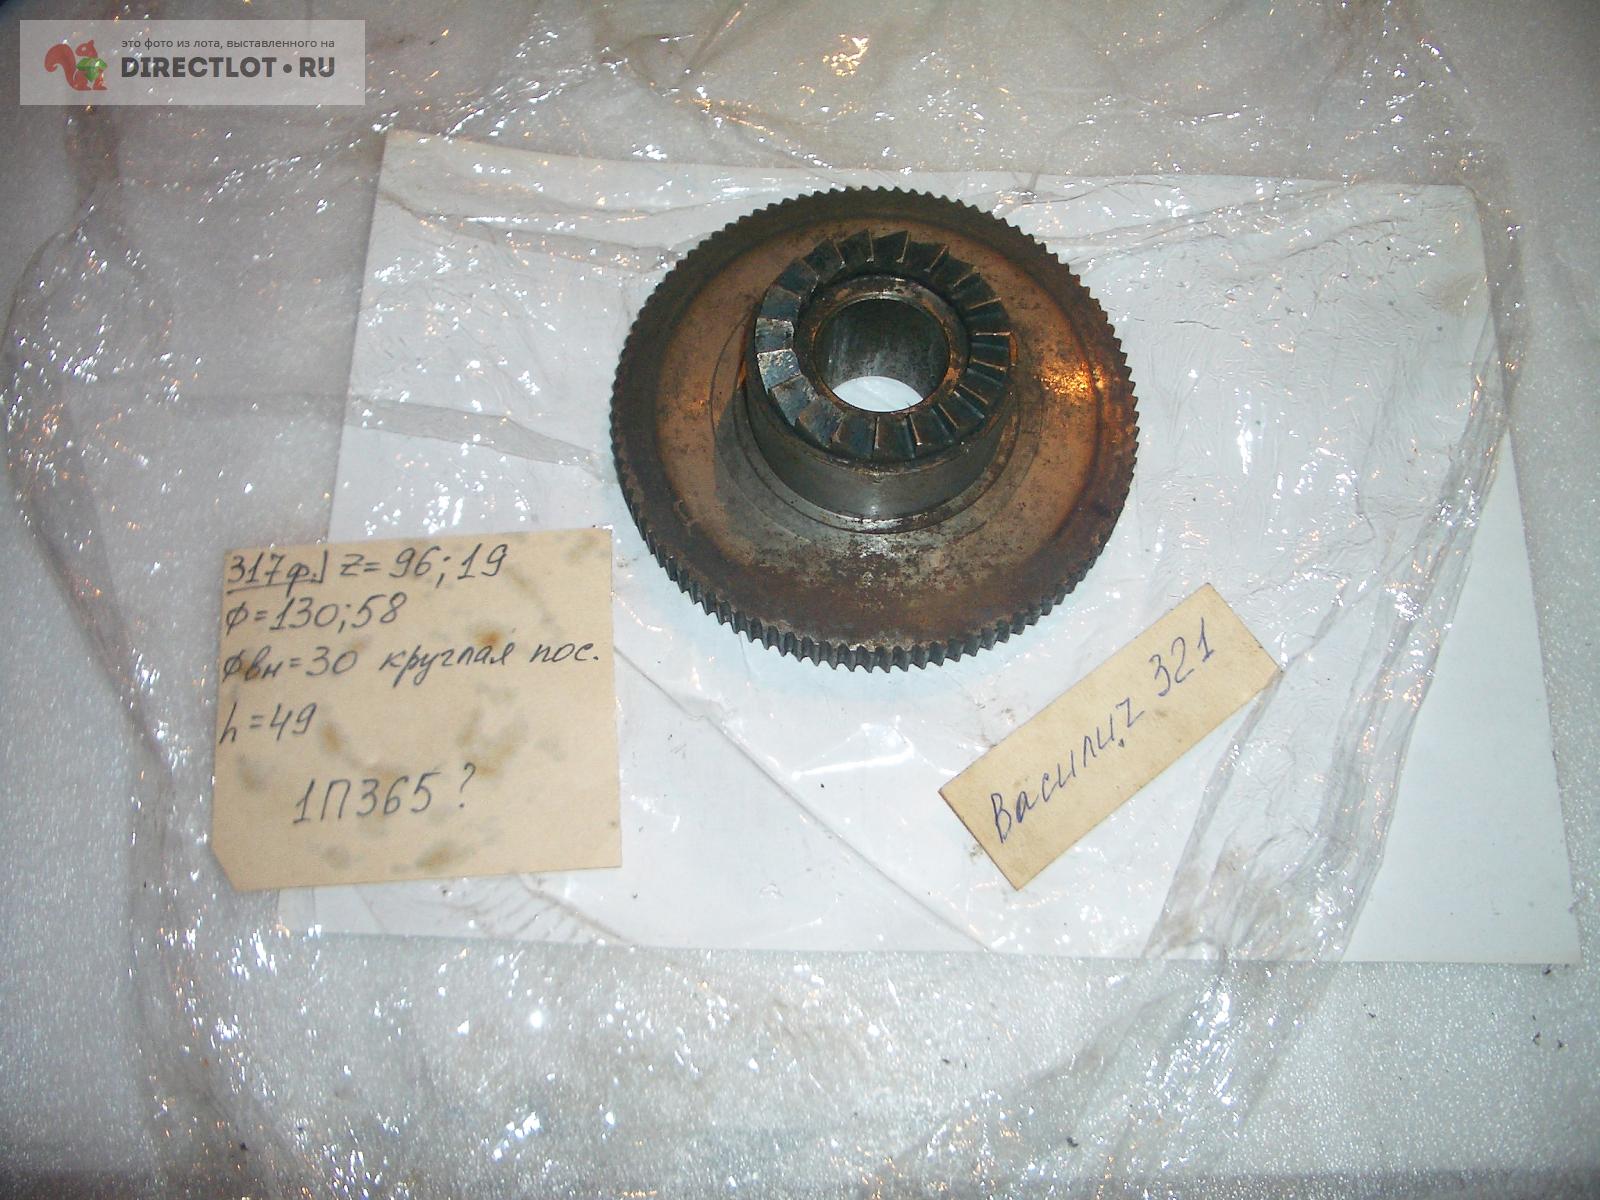 это фото из лота, выставленного на
DIRECTLOT•RU
317ф. Z=96; 19
ф=130; 58
фвн=30 круглая пос.
h=49
1П365?
Василиz 321